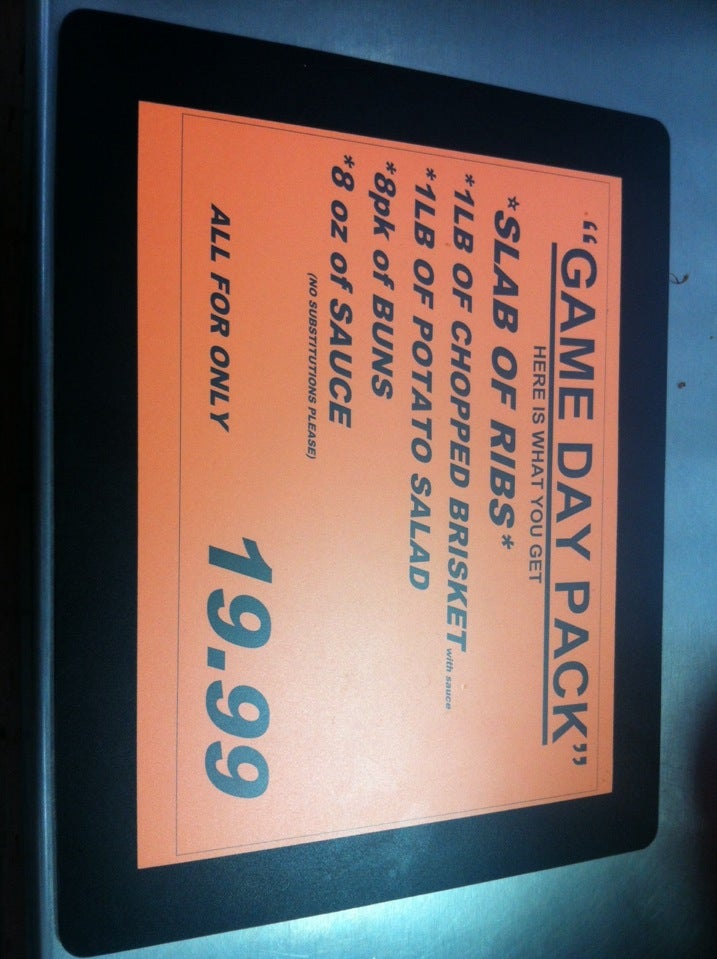 “GAME DAY PACK”
HERE IS WHAT YOU GET
*SLAB OF RIBS*
*1LB OF CHOPPED BRISKET with sauce
*1LB OF POTATO SALAD
*8pk of BUNS
*8 oz of SAUCE
(NO SUBSTITUTIONS PLEASE)
ALL FOR ONLY 19.99